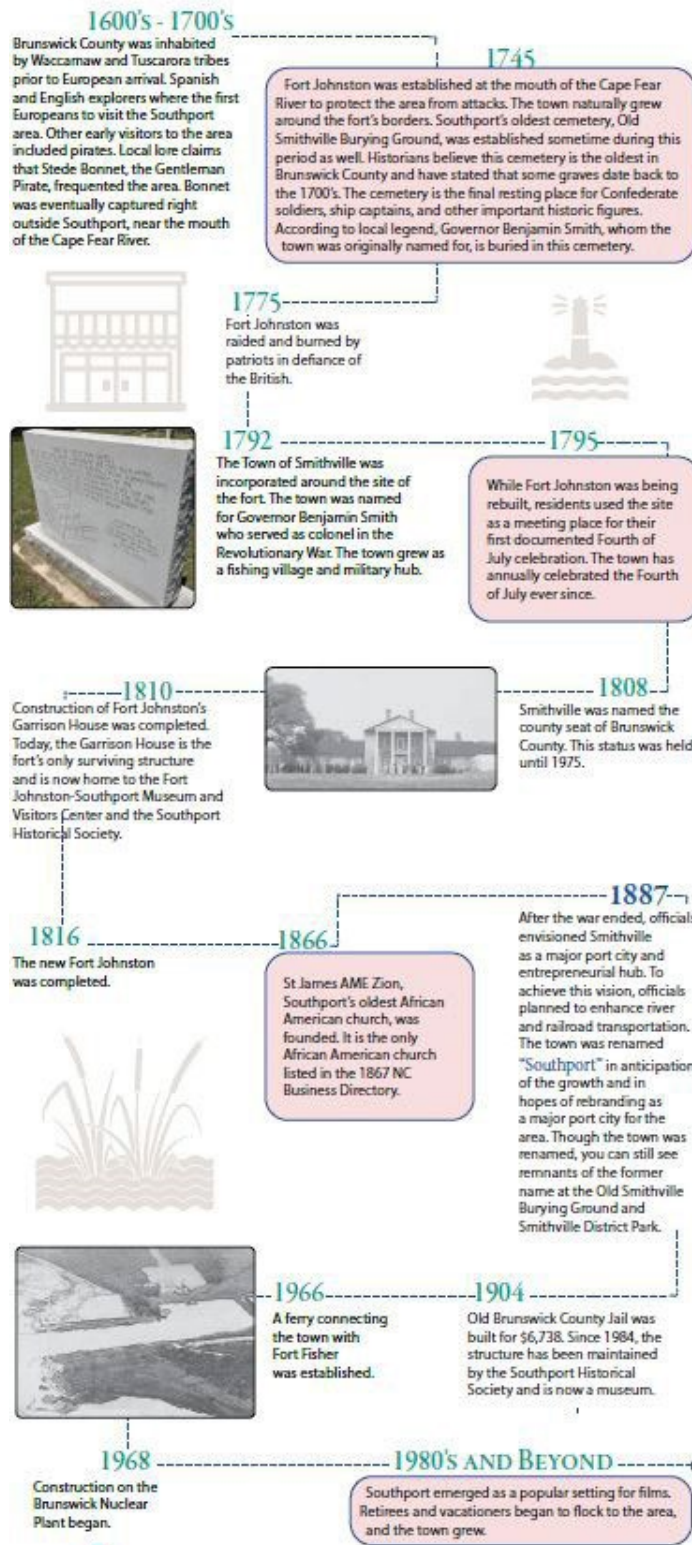 1600's - 1700's
Brunswick County was inhabited
by Waccamaw and Tuscarora tribes
prior to European arrival. Spanish
and English explorers where the first
Europeans to visit the Southport
area. Other early visitors to the area
included pirates. Local lore claims
that Stede Bonnet, the Gentleman
Pirate, frequented the area. Bonnet
was eventually captured right
outside Southport, near the mouth
of the Cape Fear River.
1745
Fort Johnston was established at the mouth of the Cape Fear
River to protect the area from attacks. The town naturally grew
around the fort's borders. Southport's oldest cemetery, Old
Smithville Burying Ground, was established sometime during this
period as well. Historians believe this cemetery is the oldest in
Brunswick County and have stated that some graves date back to
the 1700's. The cemetery is the final resting place for Confederate
soldiers, ship captains, and other important historic figures.
According to local legend, Governor Benjamin Smith, whom the
town was originally named for, is buried in this cemetery.
1775
Fort Johnston was
raided and burned by
patriots in defiance of
the British.
1792
The Town of Smithville was
incorporated around the site of
the fort. The town was named
for Governor Benjamin Smith
who served as colonel in the
Revolutionary War. The town grew as
a fishing village and military hub.
1795
While Fort Johnston was being
rebuilt, residents used the site
as a meeting place for their
first documented Fourth of
July celebration. The town has
annually celebrated the Fourth
of July ever since.
1808
Smithville was named the
county seat of Brunswick
County. This status was held
until 1975.
1810
Construction of Fort Johnston's
Garrison House was completed.
Today, the Garrison House is the
fort's only surviving structure
and is now home to the Fort
Johnston-Southport Museum and
Visitors Center and the Southport
Historical Society.
1816
The new Fort Johnston
was completed.
1866
St James AME Zion,
Southport's oldest African
American church, was
founded. It is the only
African American church
listed in the 1867 NC
Business Directory.
1887
After the war ended, officials
envisioned Smithville
as a major port city and
entrepreneurial hub. To
achieve this vision, officials
planned to enhance river
and railroad transportation.
The town was renamed
"Southport" in anticipation
of the growth and in
hopes of rebranding as
a major port city for the
area. Though the town was
renamed, you can still see
remnants of the former
name at the Old Smithville
Burying Ground and
Smithville District Park.
1904
Old Brunswick County Jail was
built for $6,738. Since 1984, the
structure has been maintained
by the Southport Historical
Society and is now a museum.
1966
A ferry connecting
the town with
Fort Fisher
was established.
1968
Construction on the
Brunswick Nuclear
Plant began.
1980's and Beyond
Southport emerged as a popular setting for films.
Retirees and vacationers began to flock to the area,
and the town grew.